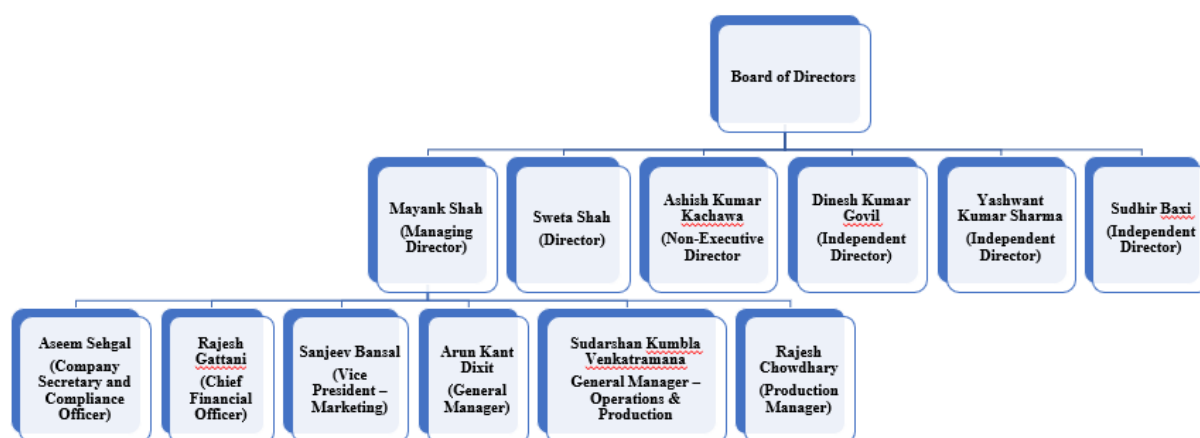 Board of Directors
Mayank Shah
(Managing
Director)
Sweta Shah
(Director)
Ashish Kumar
Kachawa
(Non-Executive
Director
Dinesh Kumar
Govil
(Independent
Director)
Yashwant
Kumar Sharma
(Independent
Director)
Sudhir Baxi
(Independent
Director)
Aseem Sehgal
(Company
Secretary and
Compliance
Officer)
Rajesh
Gattani
(Chief
Financial
Officer)
Sanjeev Bansal
(Vice
President –
Marketing)
Arun Kant
Dixit
(General
Manager)
Sudarshan Kumbla
Venkatramana
General Manager –
Operations &
Production
Rajesh
Chowdhary
(Production
Manager)